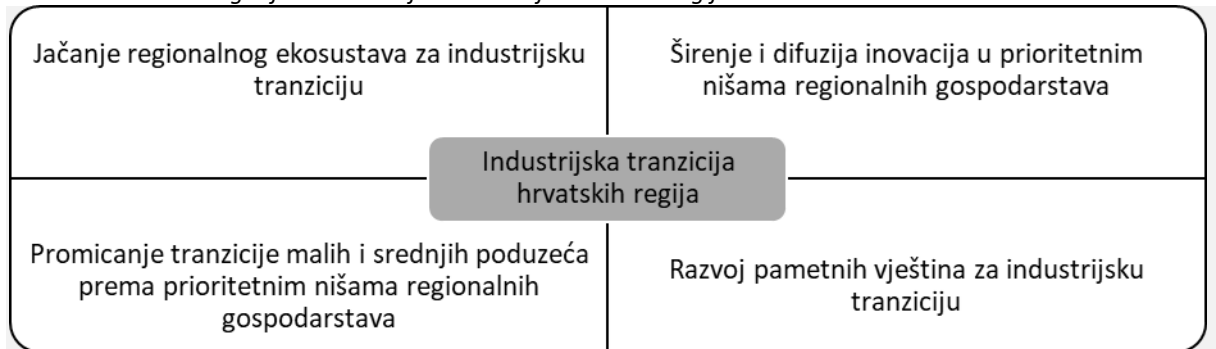 Jačanje regionalnog ekosustava za industrijsku
tranziciju
Širenje i difuzija inovacija u prioritetnim
nišama regionalnih gospodarstava
Industrijska tranzicija
hrvatskih regija
Promicanje tranzicije malih i srednjih poduzeća
prema prioritetnim nišama regionalnih
gospodarstava
Razvoj pametnih vještina za industrijsku
tranziciju